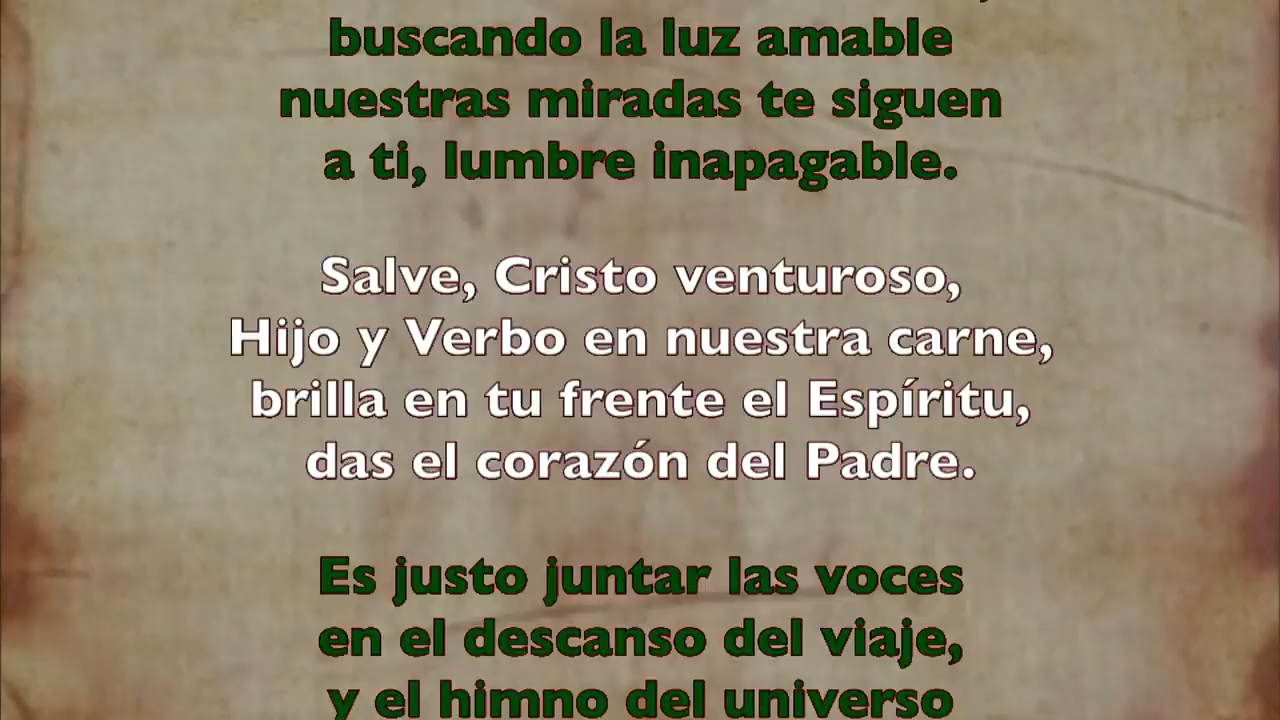 buscando la luz amable
nuestras miradas te siguen
a ti, lumbre inapagable.
Salve, Cristo venturoso,
Hijo y Verbo en nuestra carne,
brilla en tu frente el Espíritu,
das el corazón del Padre.
Es justo juntar las voces
en el descanso del viaje,
y el himno del universo